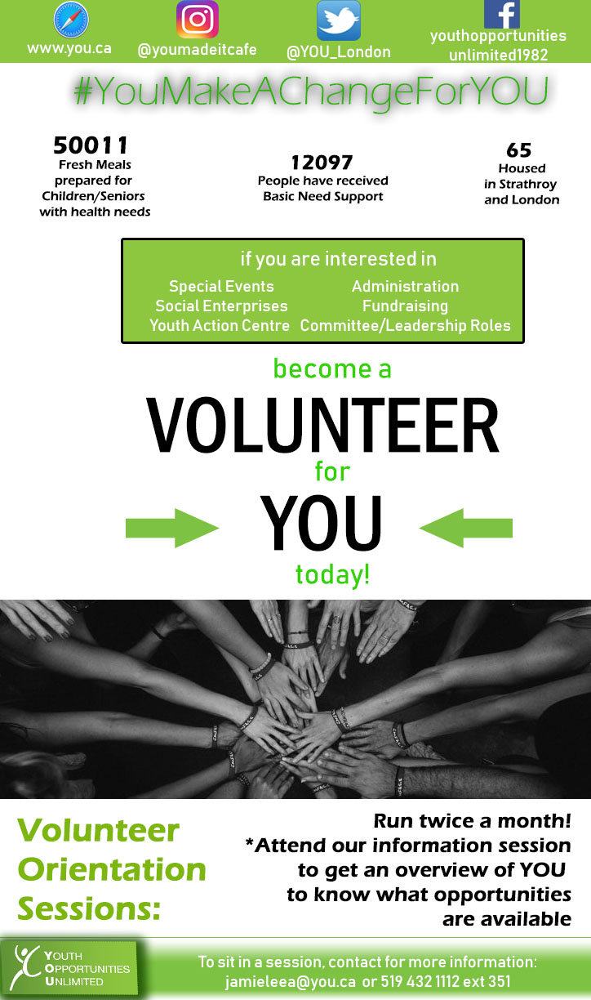 www.you.ca
@youmadeitcafe
@YOU_London
youthopportunities
unlimited1982
#YouMakeAChangeForYOU
50011
Fresh Meals
prepared for
Children/Seniors
with health needs
12097
People have received
Basic Need Support
65
Housed
in Strathroy
and London
if you are interested in
Special Events
Social Enterprises
Youth Action Centre
Administration
Fundraising
Committee/Leadership Roles
become a
VOLUNTEER
for
YOU
today!
Volunteer
Orientation
Sessions:
Run twice a month!
*Attend our information session
to get an overview of YOU
to know what opportunities
are available
YOUTH
OPPORTUNITIES
UNLIMITED
To sit in a session, contact for more information:
jamieleea@you.ca or 519 432 1112 ext 351